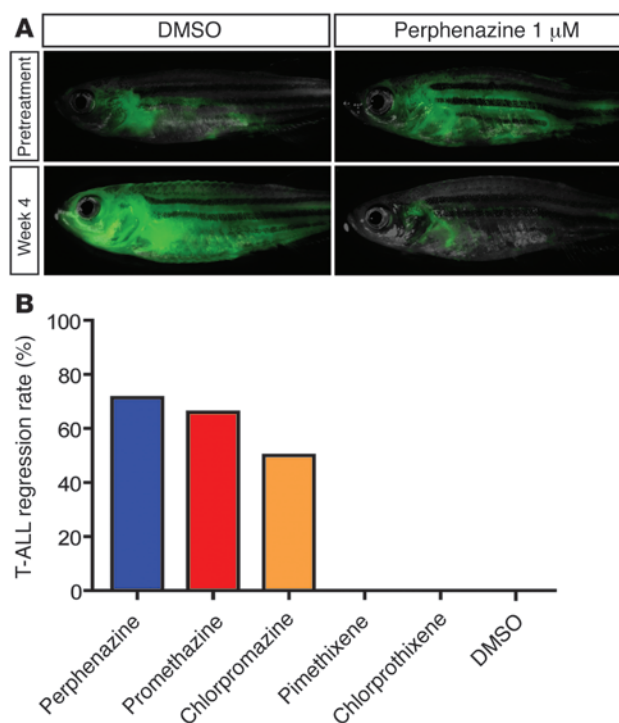 A
DMSO
Perphenazine 1 μM
Pretreatment
Week 4
B
T-ALL regression rate (%)
100
80
60
40
20
0
Perphenazine
Promethazine
Chlorpromazine
Pimethixene
Chlorprothixene
DMSO